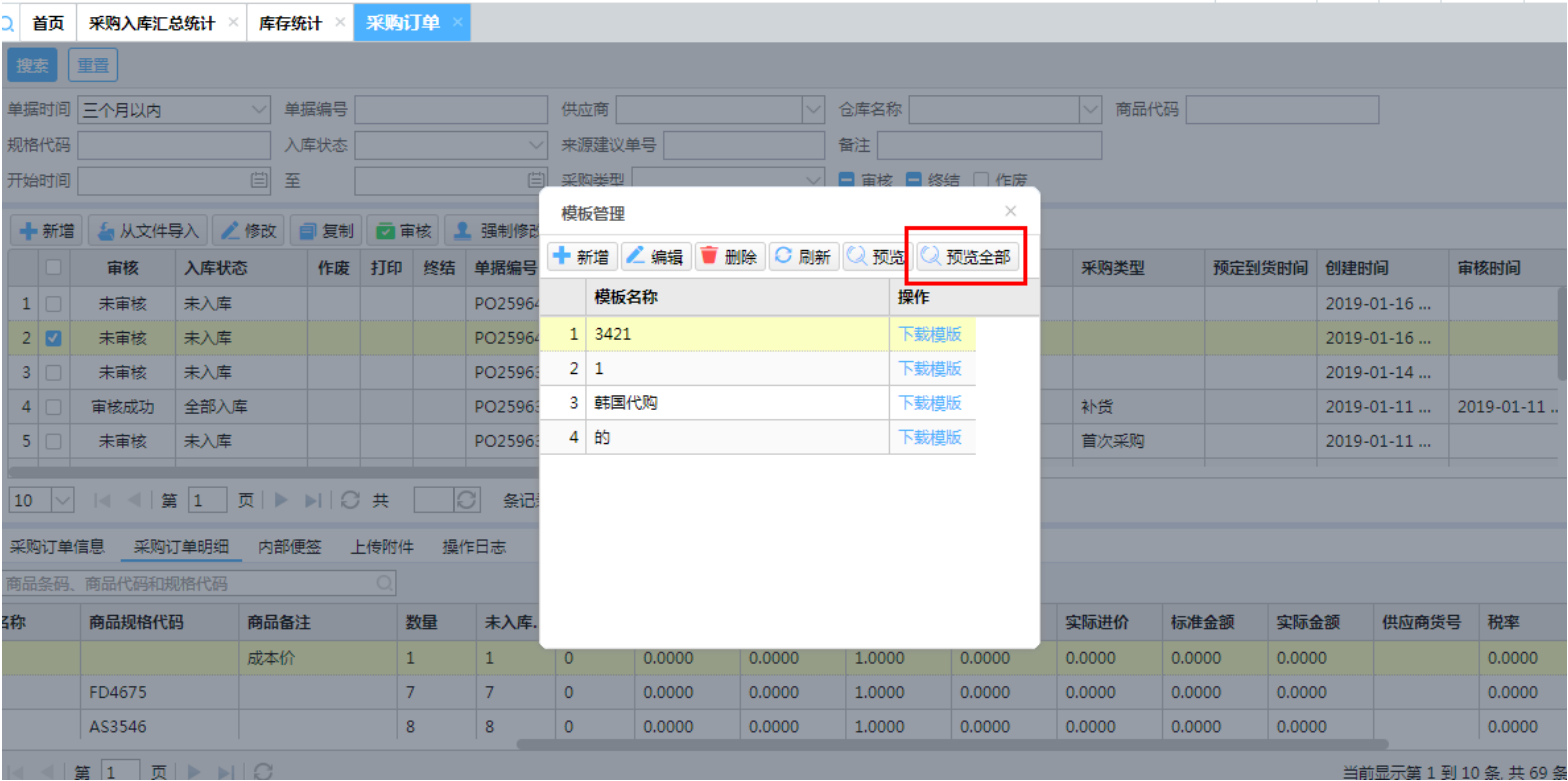 首页 采购入库汇总统计 库存统计 采购订单
搜索 重置
单据时间 三个月以内 单据编号 供应商 仓库名称 商品代码
规格代码 入库状态 来源建议单号 备注
开始时间 至 采购类型 审核 终结 作废
模板管理
新增 从文件导入 修改 复制 审核 强制修改
新增 编辑 删除 刷新 预览 预览全部
审核 入库状态 作废 打印 终结 单据编号 采购类型 预定到货时间 创建时间 审核时间
模板名称 操作
1 未审核 未入库 PO25964 2019-01-16 ...
1 3421 下载模版
2 未审核 未入库 PO25964 2019-01-16 ...
2 1 下载模版
3 未审核 未入库 PO25963 2019-01-14 ...
3 韩国代购 下载模版
4 审核成功 全部入库 PO25963 补货 2019-01-11 ... 2019-01-11 ..
4 的 下载模版
5 未审核 未入库 PO25963 首次采购 2019-01-11 ...
10 第 1 页 共 条记
采购订单信息 采购订单明细 内部便签 上传附件 操作日志
商品条码、商品代码和规格代码
名称 商品规格代码 商品备注 数量 未入库. 实际进价 标准金额 实际金额 供应商货号 税率
成本价 1 1 0 0.0000 0.0000 1.0000 0.0000 0.0000 0.0000 0.0000 0.0000
FD4675 7 7 0 0.0000 0.0000 1.0000 0.0000 0.0000 0.0000 0.0000 0.0000
AS3546 8 8 0 0.0000 0.0000 1.0000 0.0000 0.0000 0.0000 0.0000 0.0000
第 1 页 当前显示第 1 到 10 条, 共 69 条